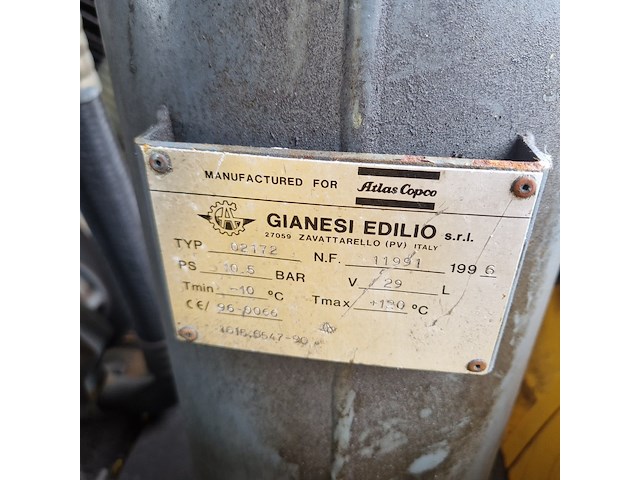 MANUFACTURED FOR Atlas Copco
GIANESI EDILIO s.r.l.
27059 ZAVATTARELLO (PV) ITALY
TYP 02172 N.F. 11991 1996
PS 10.5 BAR V 29 L
Tmin -10 °C Tmax °C
CE/ 96-0066